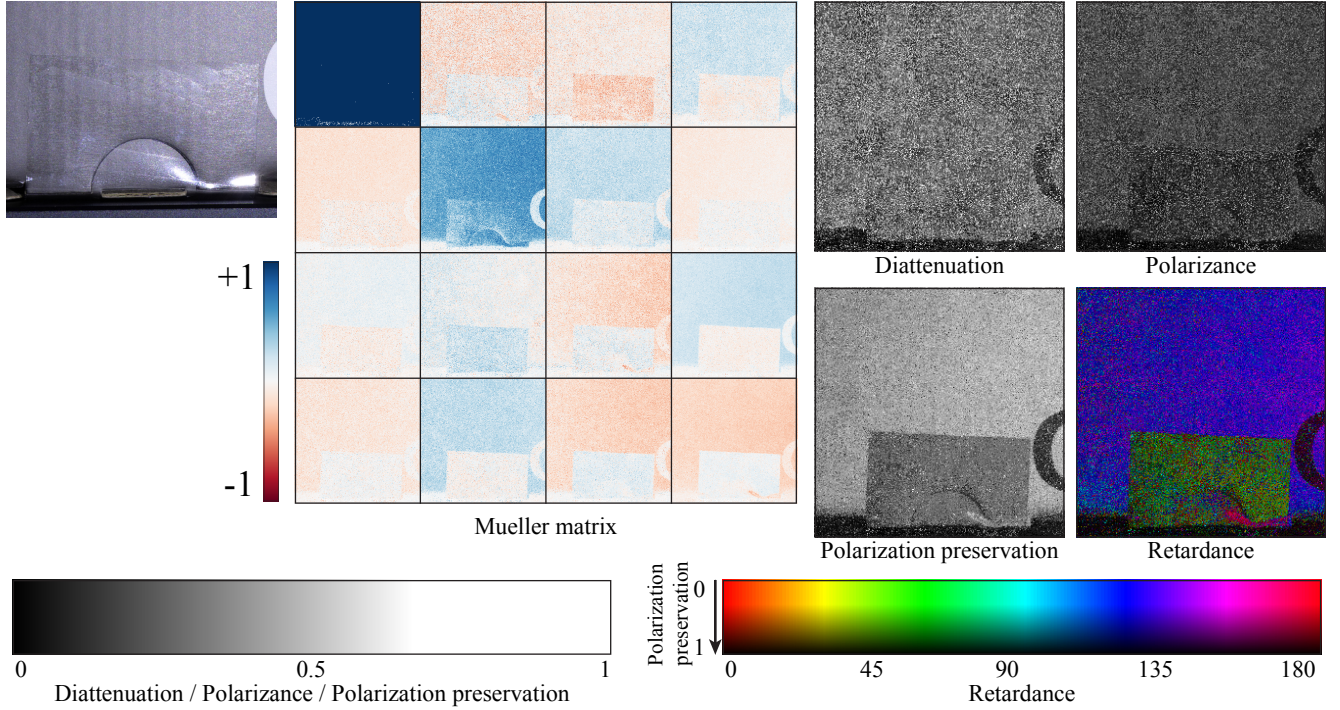 +1
-1
Mueller matrix
Diattenuation
Polarizance
Polarization preservation
Retardance
0
0.5
1
Diattenuation / Polarizance / Polarization preservation
Polarization
preservation
0
1
0
45
90
135
180
Retardance